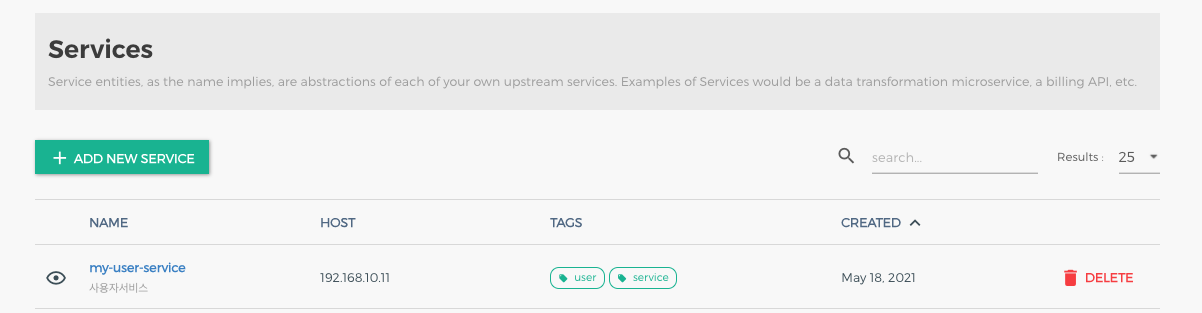 Services
Service entities, as the name implies, are abstractions of each of your own upstream services. Examples of Services would be a data transformation microservice, a billing API, etc.
ADD NEW SERVICE
search...
Results :
25
NAME HOST TAGS CREATED
my-user-service 192.168.10.11 user service May 18, 2021 DELETE
사용자서비스